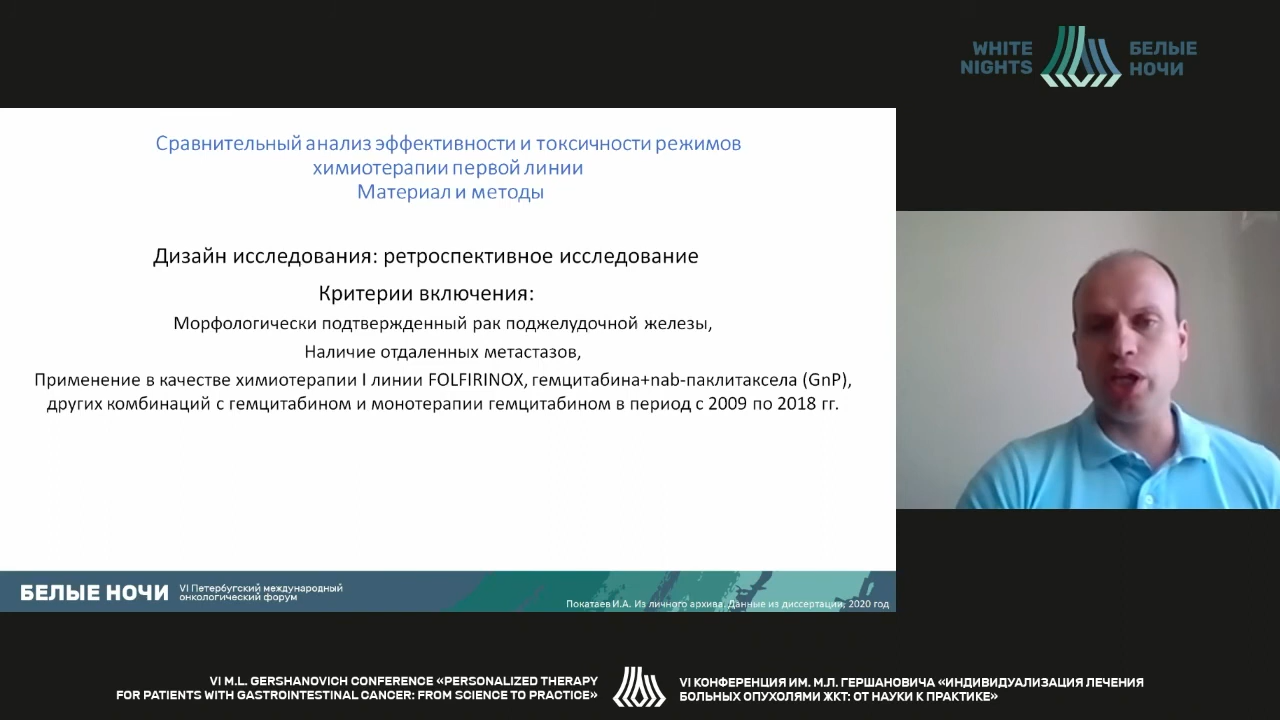 WHITE
NIGHTS
БЕЛЫЕ
НОЧИ
Сравнительный анализ эффективности и токсичности режимов
химиотерапии первой линии
Материал и методы
Дизайн исследования: ретроспективное исследование
Критерии включения:
Морфологически подтвержденный рак поджелудочной железы,
Наличие отдаленных метастазов,
Применение в качестве химиотерапии I линии FOLFIRINOX, гемцитабина+nab-паклитаксела (GnP),
других комбинаций с гемцитабином и монотерапии гемцитабином в период с 2009 по 2018 гг.
БЕЛЫЕ НОЧИ
VI Петербугский международный
онкологический форум
Покатаев И.А. Из личного архива. Данные из диссертации, 2020 год
VI M.L. GERSHANOVICH CONFERENCE «PERSONALIZED THERAPY
FOR PATIENTS WITH GASTROINTESTINAL CANCER: FROM SCIENCE TO PRACTICE»
VI КОНФЕРЕНЦИЯ ИМ. М.Л. ГЕРШАНОВИЧА «ИНДИВИДУАЛИЗАЦИЯ ЛЕЧЕНИЯ
БОЛЬНЫХ ОПУХОЛЯМИ ЖКТ: ОТ НАУКИ К ПРАКТИКЕ»